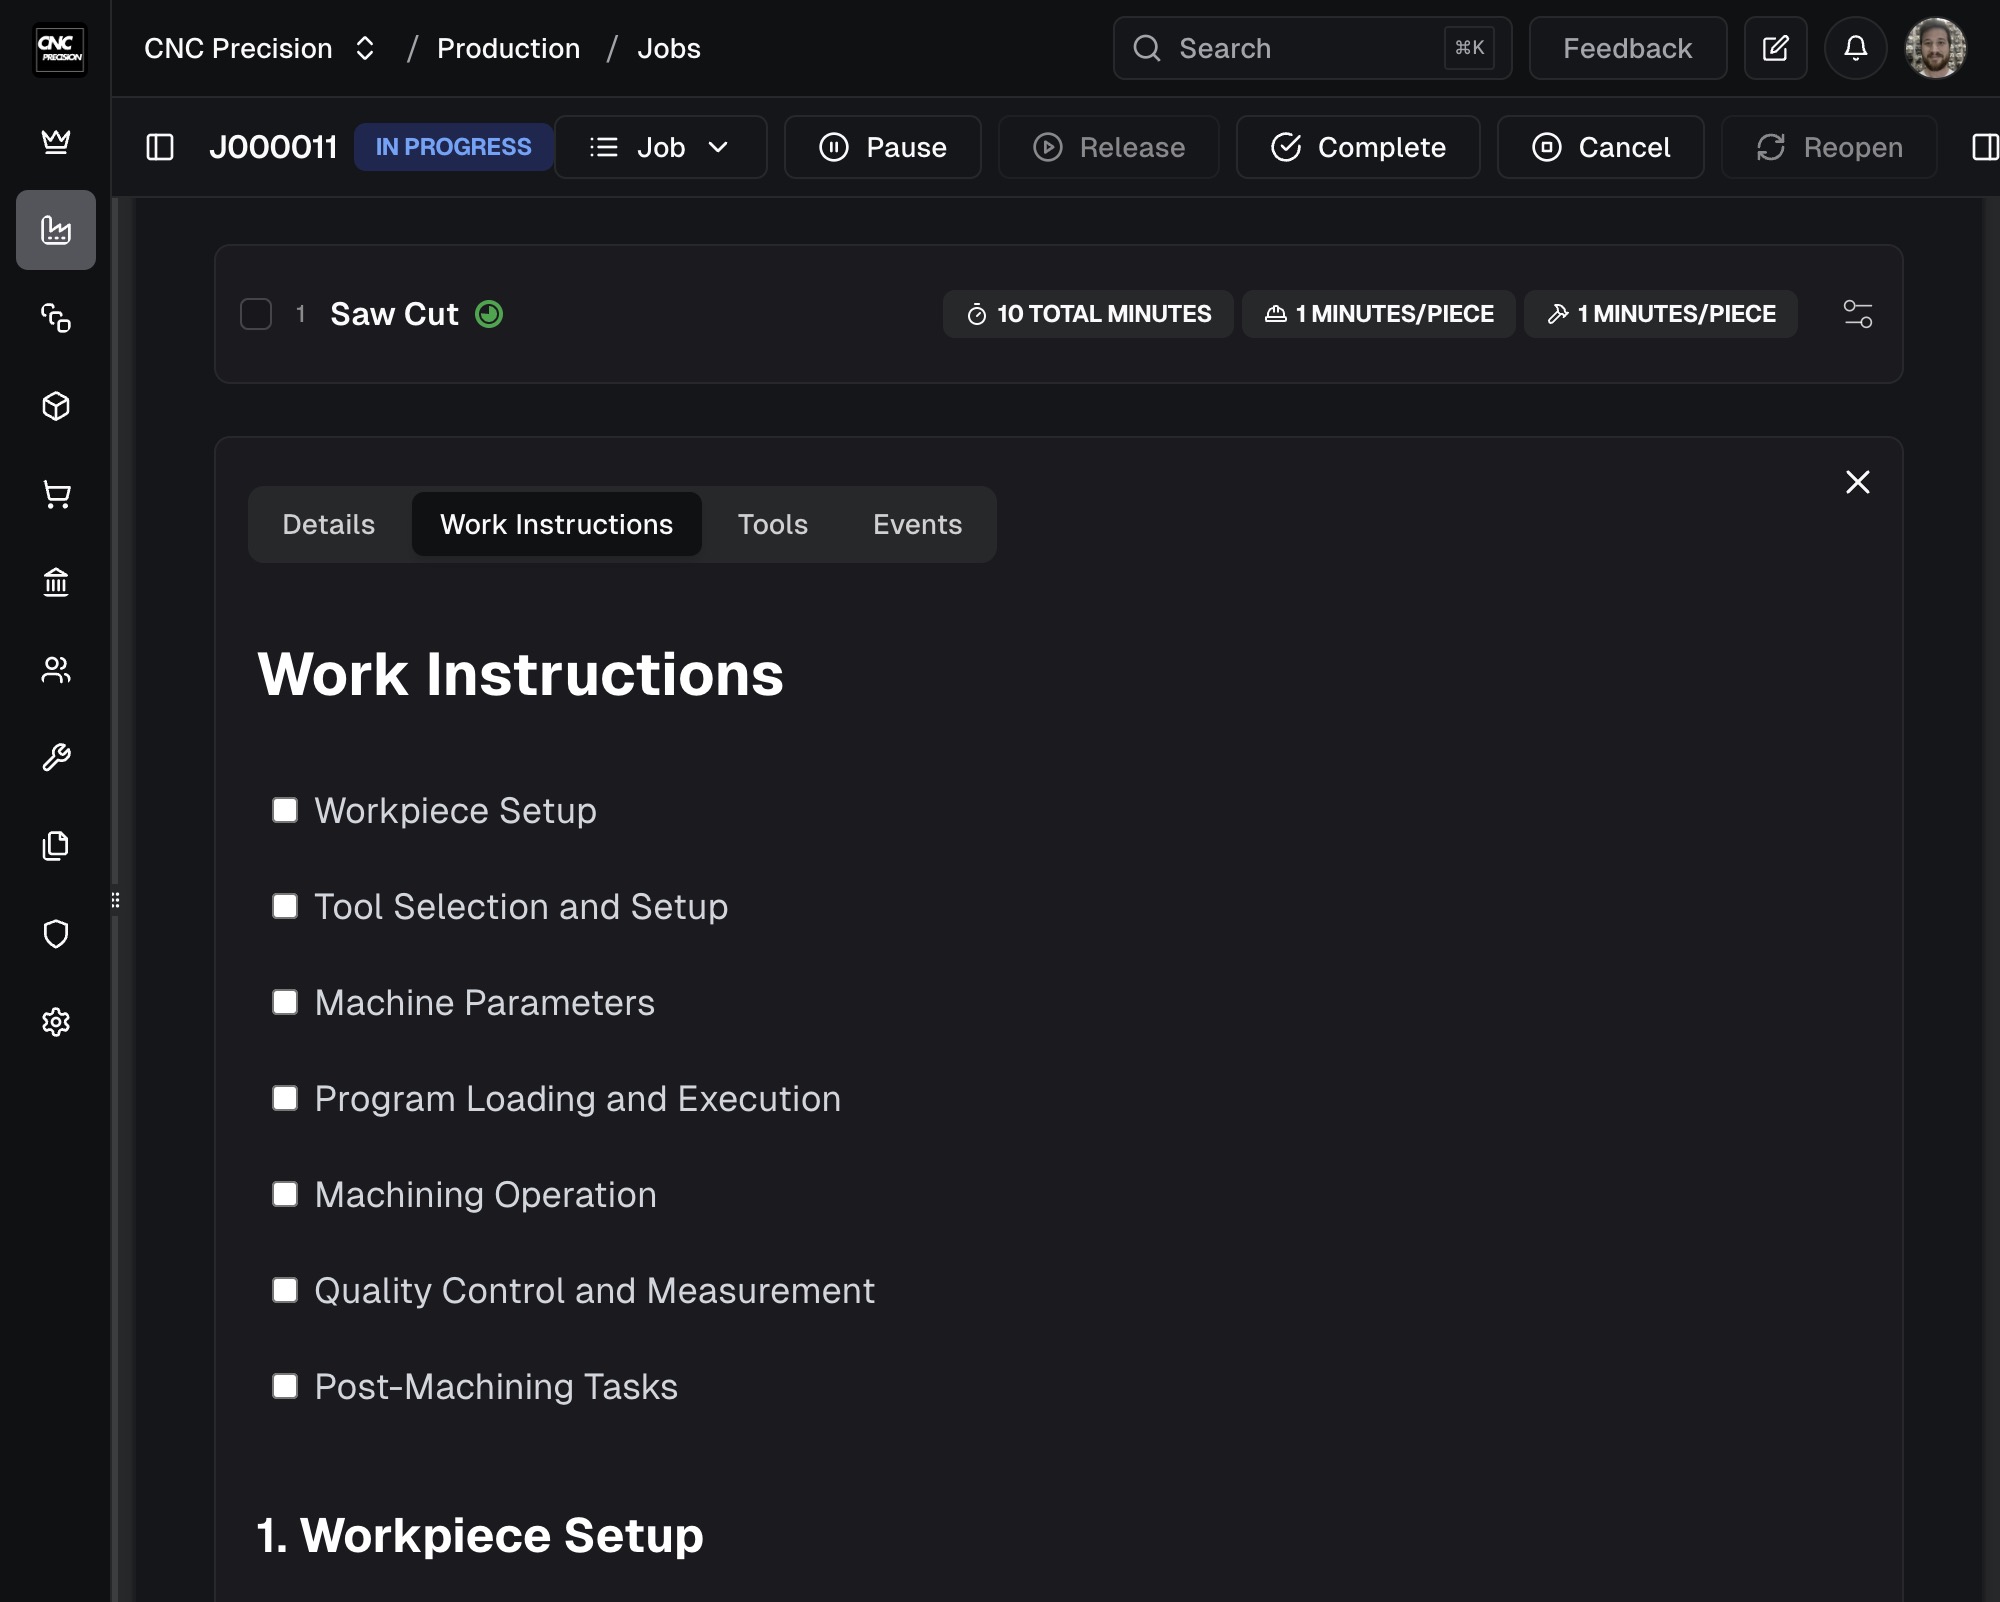 CNC
PRECISION
CNC Precision / Production / Jobs
Search ⌘K
Feedback
J000011 IN PROGRESS Job Pause Release Complete Cancel Reopen
1 Saw Cut 10 TOTAL MINUTES 1 MINUTES/PIECE 1 MINUTES/PIECE
Details Work Instructions Tools Events
Work Instructions
Workpiece Setup
Tool Selection and Setup
Machine Parameters
Program Loading and Execution
Machining Operation
Quality Control and Measurement
Post-Machining Tasks
1. Workpiece Setup